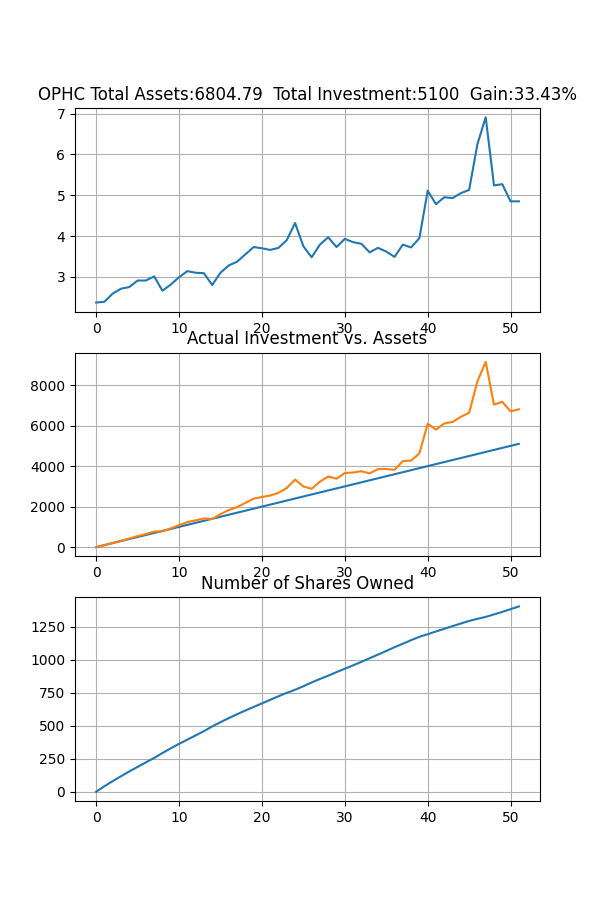 OPHC Total Assets:6804.79  Total Investment:5100  Gain:33.43%
7
6
5
4
3
0 10 20 30 40 50
Actual Investment vs. Assets
8000
6000
4000
2000
0
0 10 20 30 40 50
Number of Shares Owned
1250
1000
750
500
250
0
0 10 20 30 40 50